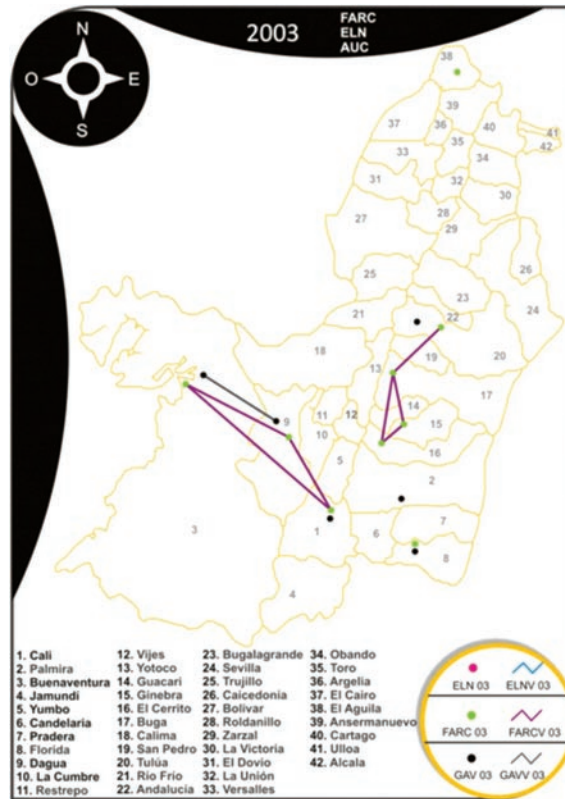 2003
FARC
ELN
AUC
N
O
E
S
38
39
37
36
40
41
42
35
33
34
31
32
30
28
27
29
26
25
23
22
24
21
18
13
19
20
17
9
11
12
14
10
15
16
5
2
3
1
6
7
8
4
1. Cali
2. Palmira
3. Buenaventura
4. Jamundi
5. Yumbo
6. Candelaria
7. Pradera
8. Florida
9. Dagua
10. La Cumbre
11. Restrepo
12. Vijes
13. Yotoco
14. Guacari
15. Ginebra
16. El Cerrito
17. Buga
18. Calima
19. San Pedro
20. Tulúa
21. Rio Frio
22. Andalucía
23. Bugalagrande
24. Sevilla
25. Trujillo
26. Caicedonia
27. Bolivar
28. Roldanillo
29. Zarzal
30. La Victoria
31. El Dovio
32. La Unión
33. Versalles
34. Obando
35. Toro
36. Argelia
37. El Cairo
38. El Aguila
39. Ansermanuevo
40. Cartago
41. Ulloa
42. Alcala
ELN 03 ELNV 03
FARC 03 FARCV 03
GAV 03 GAVV 03